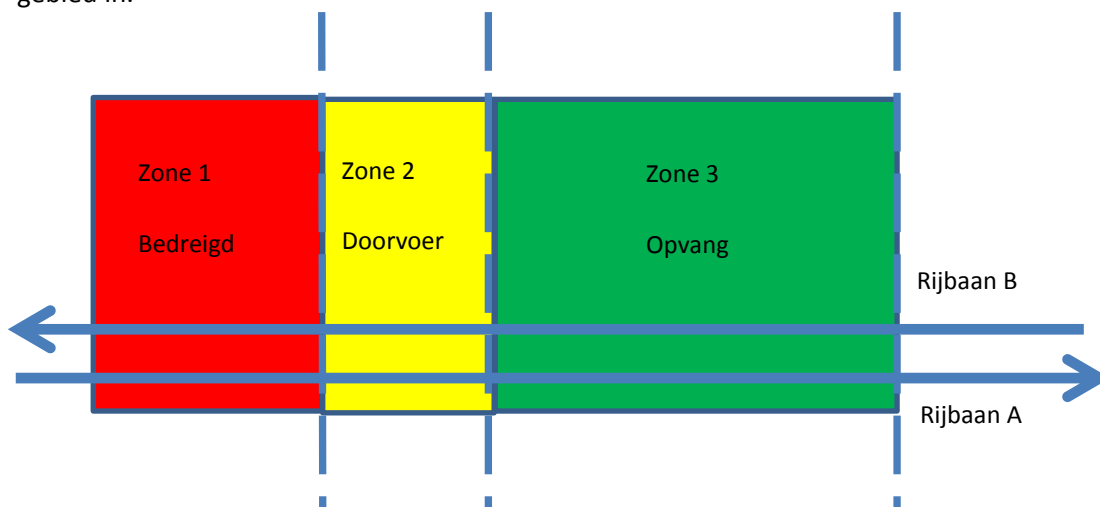 gebied in.
Zone 1
Bedreigd
Zone 2
Doorvoer
Zone 3
Opvang
Rijbaan B
Rijbaan A